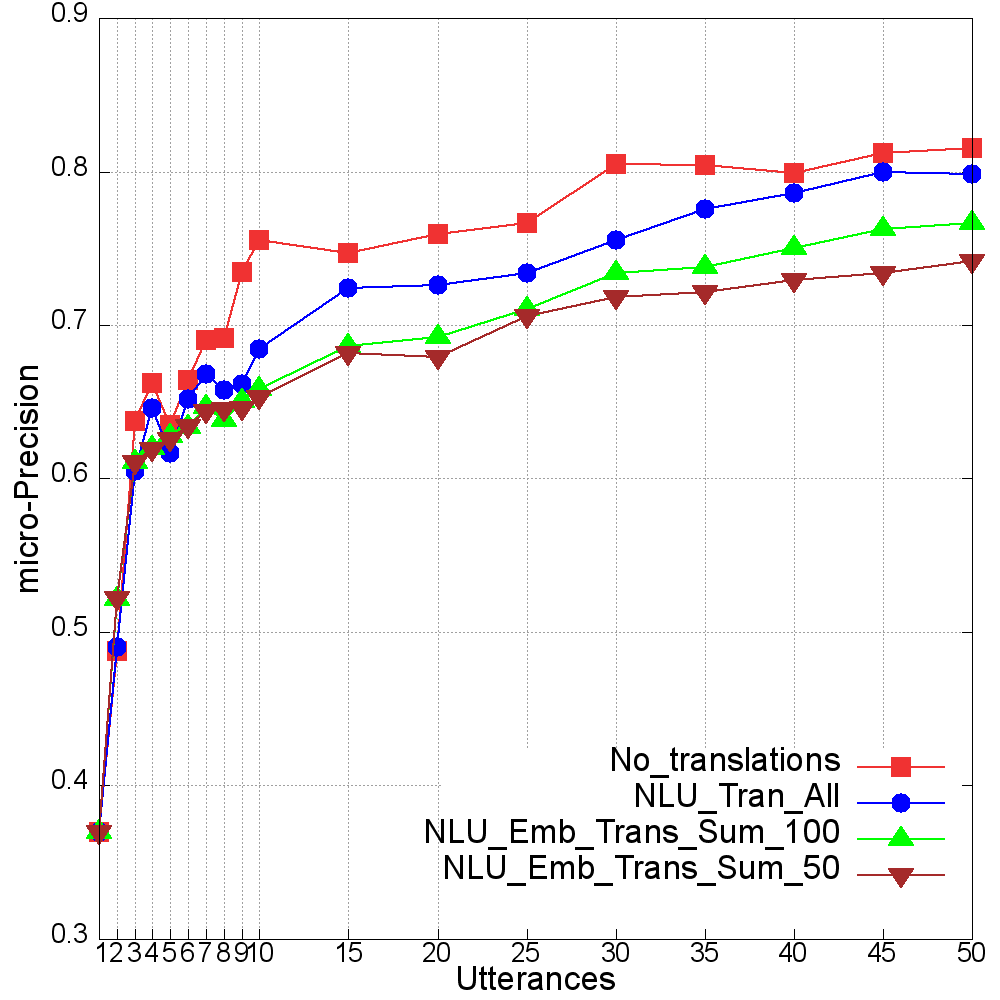 0.9
0.8
0.7
0.6
0.5
0.4
0.3
micro-Precision
No_translations
NLU_Tran_All
NLU_Emb_Trans_Sum_100
NLU_Emb_Trans_Sum_50
1 2 3 4 5 6 7 8 9 10 15 20 25 30 35 40 45 50
Utterances